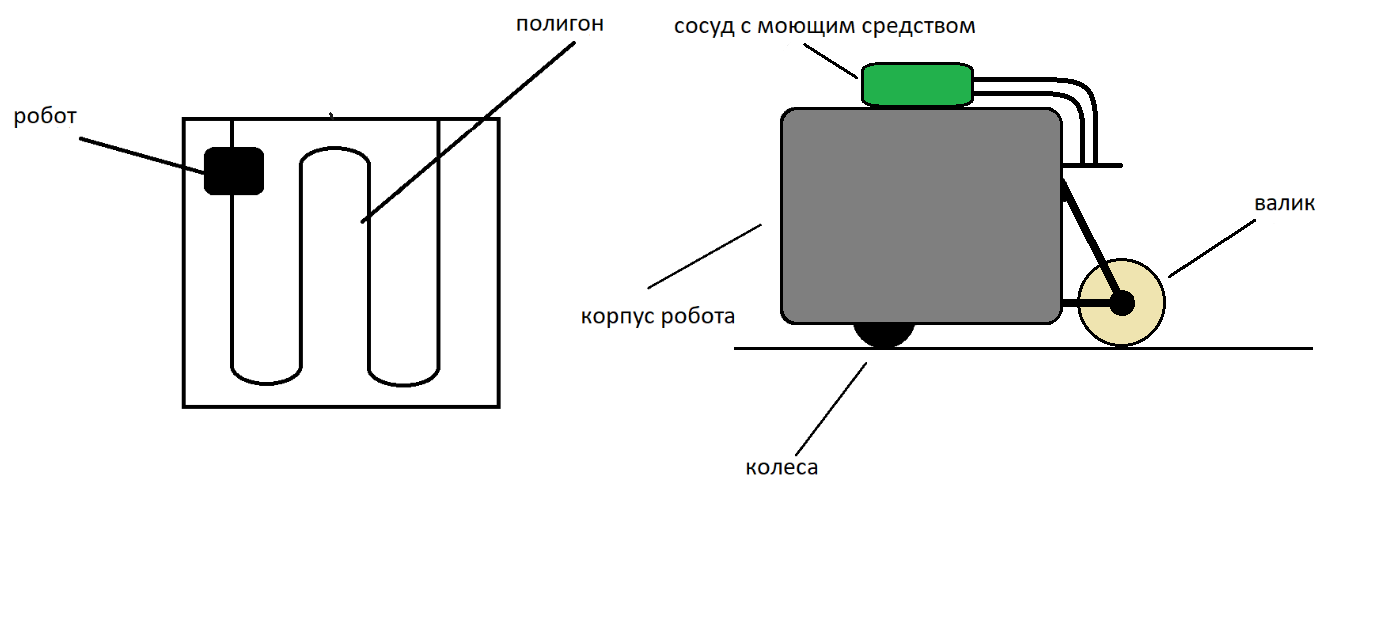 полигон
сосуд с моющим средством
робот
валик
корпус робота
колеса